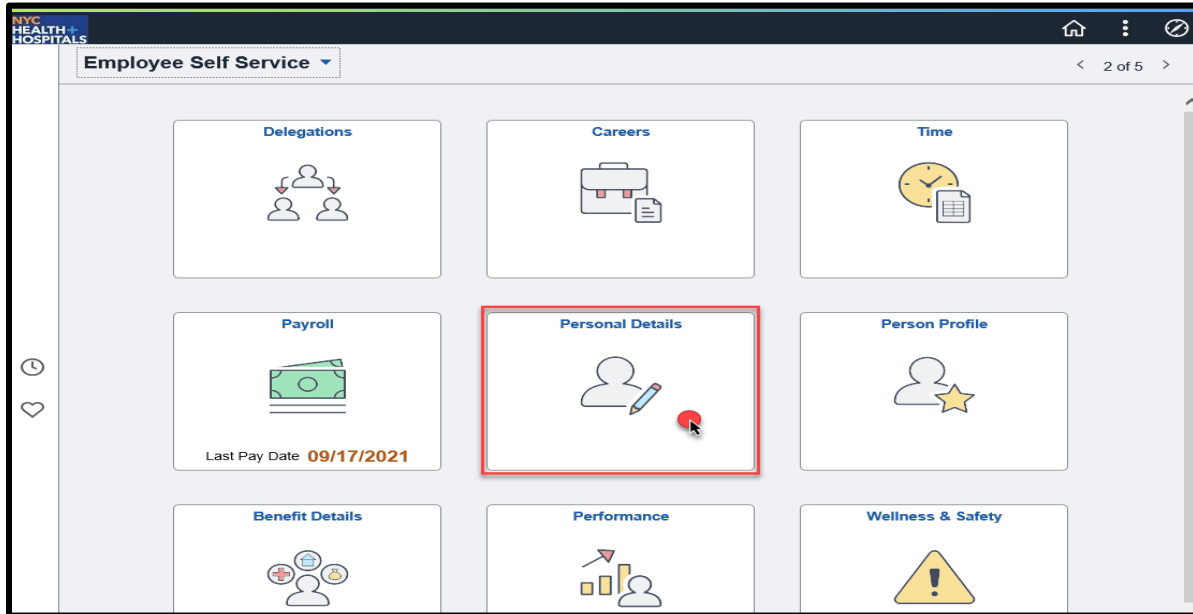 NYC
HEALTH+
HOSPITALS
Employee Self Service
2 of 5
Delegations
Careers
Time
Payroll
Personal Details
Person Profile
Last Pay Date 09/17/2021
Benefit Details
Performance
Wellness & Safety